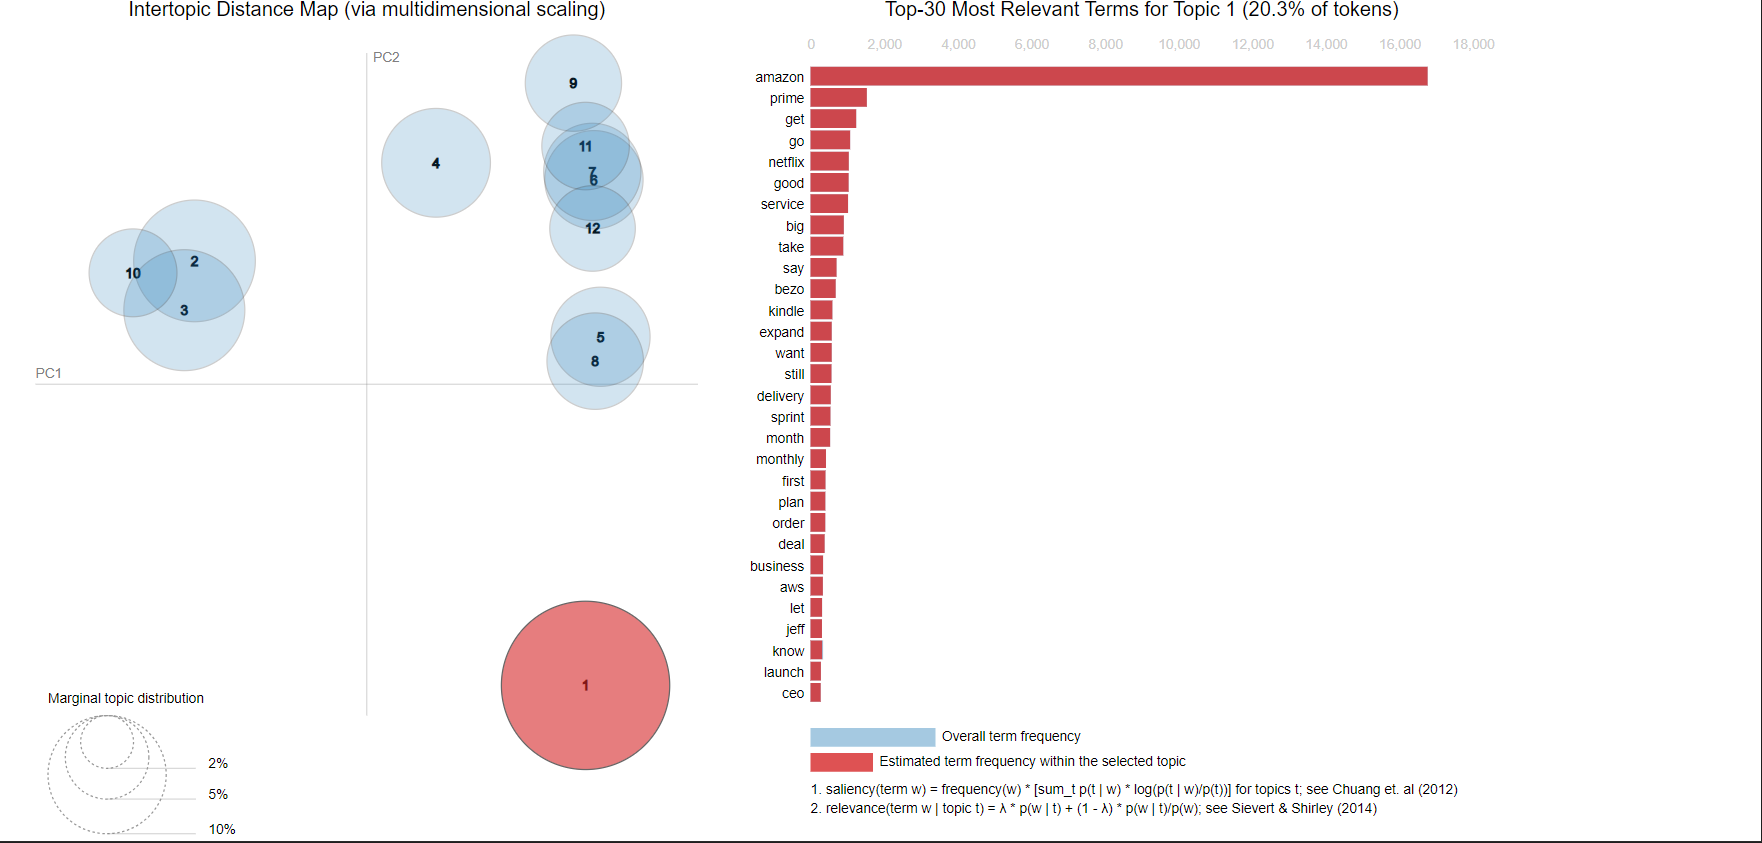 Intertopic Distance Map (via multidimensional scaling)
PC2
PC1
9
4
11
7
6
12
2
10
3
5
8
1
Marginal topic distribution
2%
5%
10%
Top-30 Most Relevant Terms for Topic 1 (20.3% of tokens)
0 2,000 4,000 6,000 8,000 10,000 12,000 14,000 16,000 18,000
amazon
prime
get
go
netflix
good
service
big
take
say
bezo
kindle
expand
want
still
delivery
sprint
month
monthly
first
plan
order
deal
business
aws
let
jeff
know
launch
ceo
Overall term frequency
Estimated term frequency within the selected topic
1. saliency(term w) = frequency(w) * [sum_t p(t | w) * log(p(t | w)/p(t))] for topics t; see Chuang et. al (2012)
2. relevance(term w | topic t) = λ * p(w | t) + (1 - λ) * p(w | t)/p(w); see Sievert & Shirley (2014)